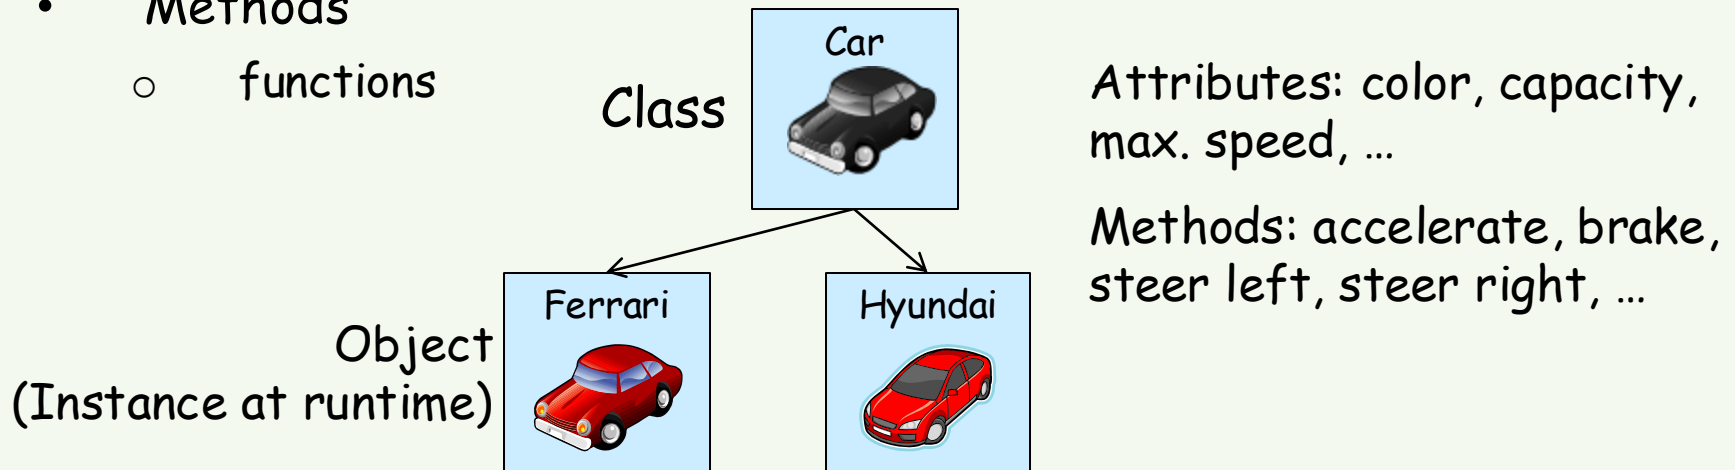 • Methods
o functions
Class
Car
Attributes: color, capacity,
max. speed, ...
Methods: accelerate, brake,
steer left, steer right, ...
Object
(Instance at runtime)
Ferrari
Hyundai